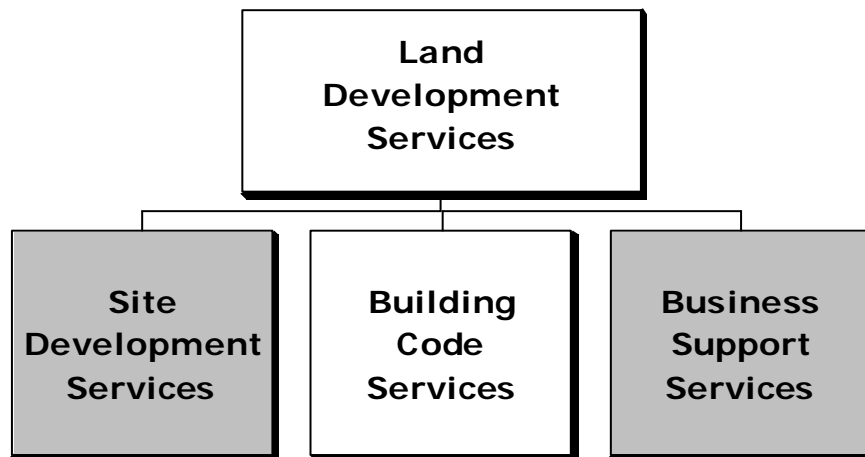 Land
Development
Services
Site
Development
Services
Building
Code
Services
Business
Support
Services